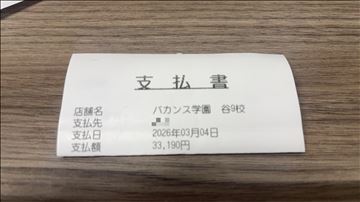 支払書
店舗名 バカンス学園 谷9校
支払先
支払日 2026年03月04日
支払額 33,190円